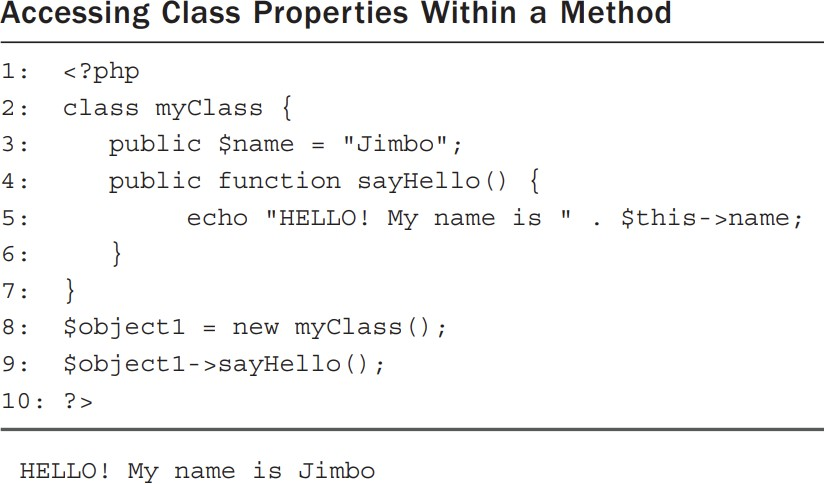 Accessing Class Properties Within a Method
1: <?php
2: class myClass {
3:    public $name = "Jimbo";
4:    public function sayHello() {
5:         echo "HELLO! My name is " . $this->name;
6:    }
7: }
8: $object1 = new myClass();
9: $object1->sayHello();
10: ?>
HELLO! My name is Jimbo